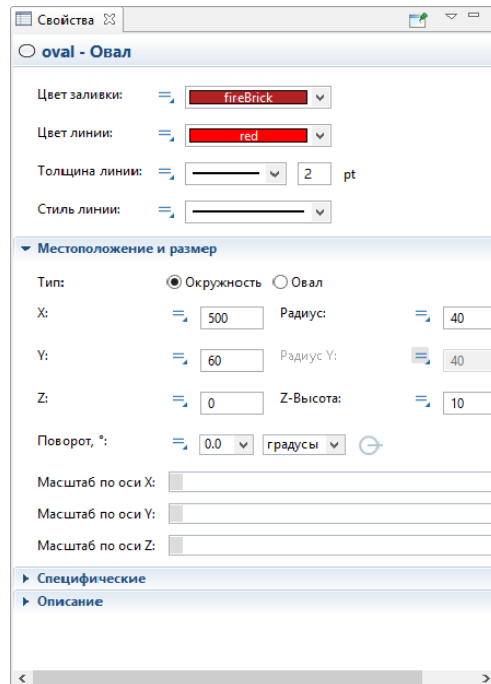 Свойства
oval - Овал
Цвет заливки: fireBrick
Цвет линии: red
Толщина линии: 2 pt
Стиль линии:
Местоположение и размер
Тип: Окружность Овал
X: 500 Радиус: 40
Y: 60 Радиус Y: 40
Z: 0 Z-Высота: 10
Поворот, °: 0.0 градусы
Масштаб по оси X:
Масштаб по оси Y:
Масштаб по оси Z:
Специфические
Описание